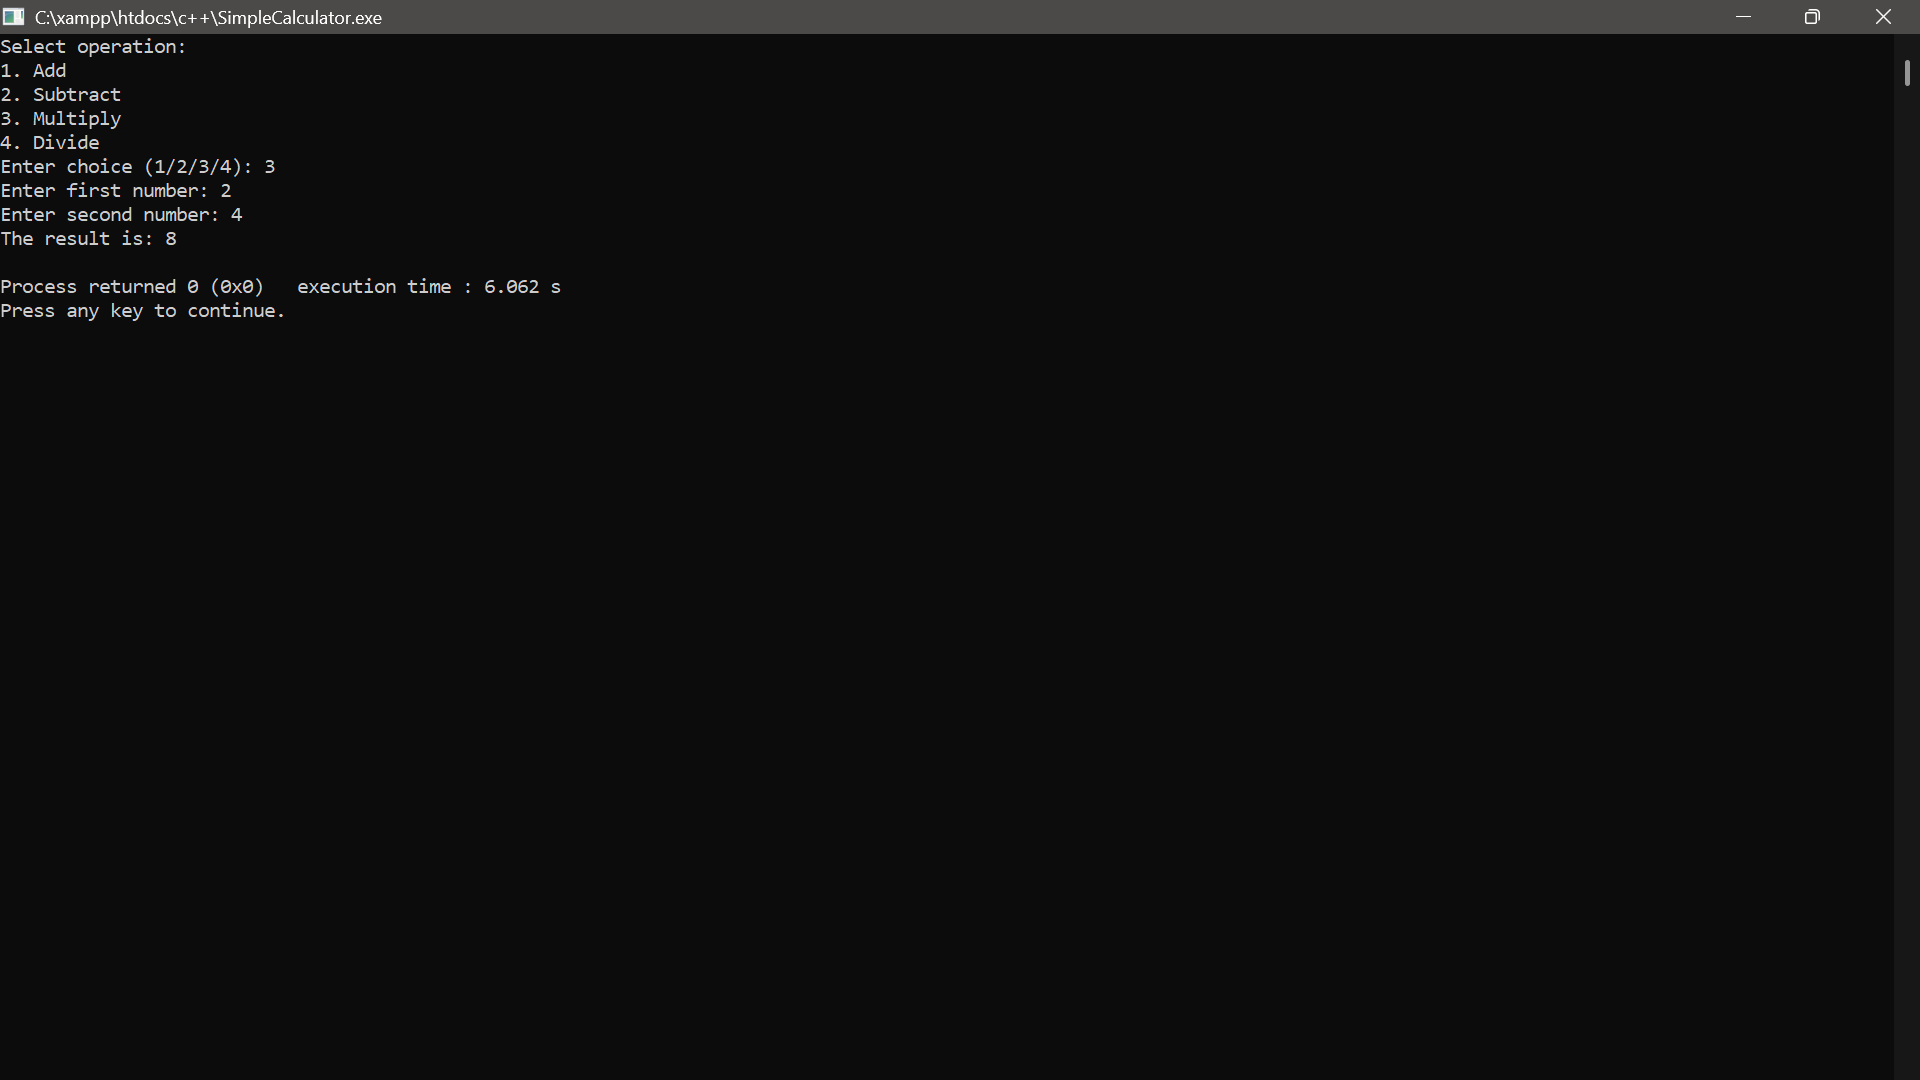 C:\xampp\htdocs\c++\SimpleCalculator.exe
Select operation:
1. Add
2. Subtract
3. Multiply
4. Divide
Enter choice (1/2/3/4): 3
Enter first number: 2
Enter second number: 4
The result is: 8
Process returned 0 (0x0)   execution time : 6.062 s
Press any key to continue.